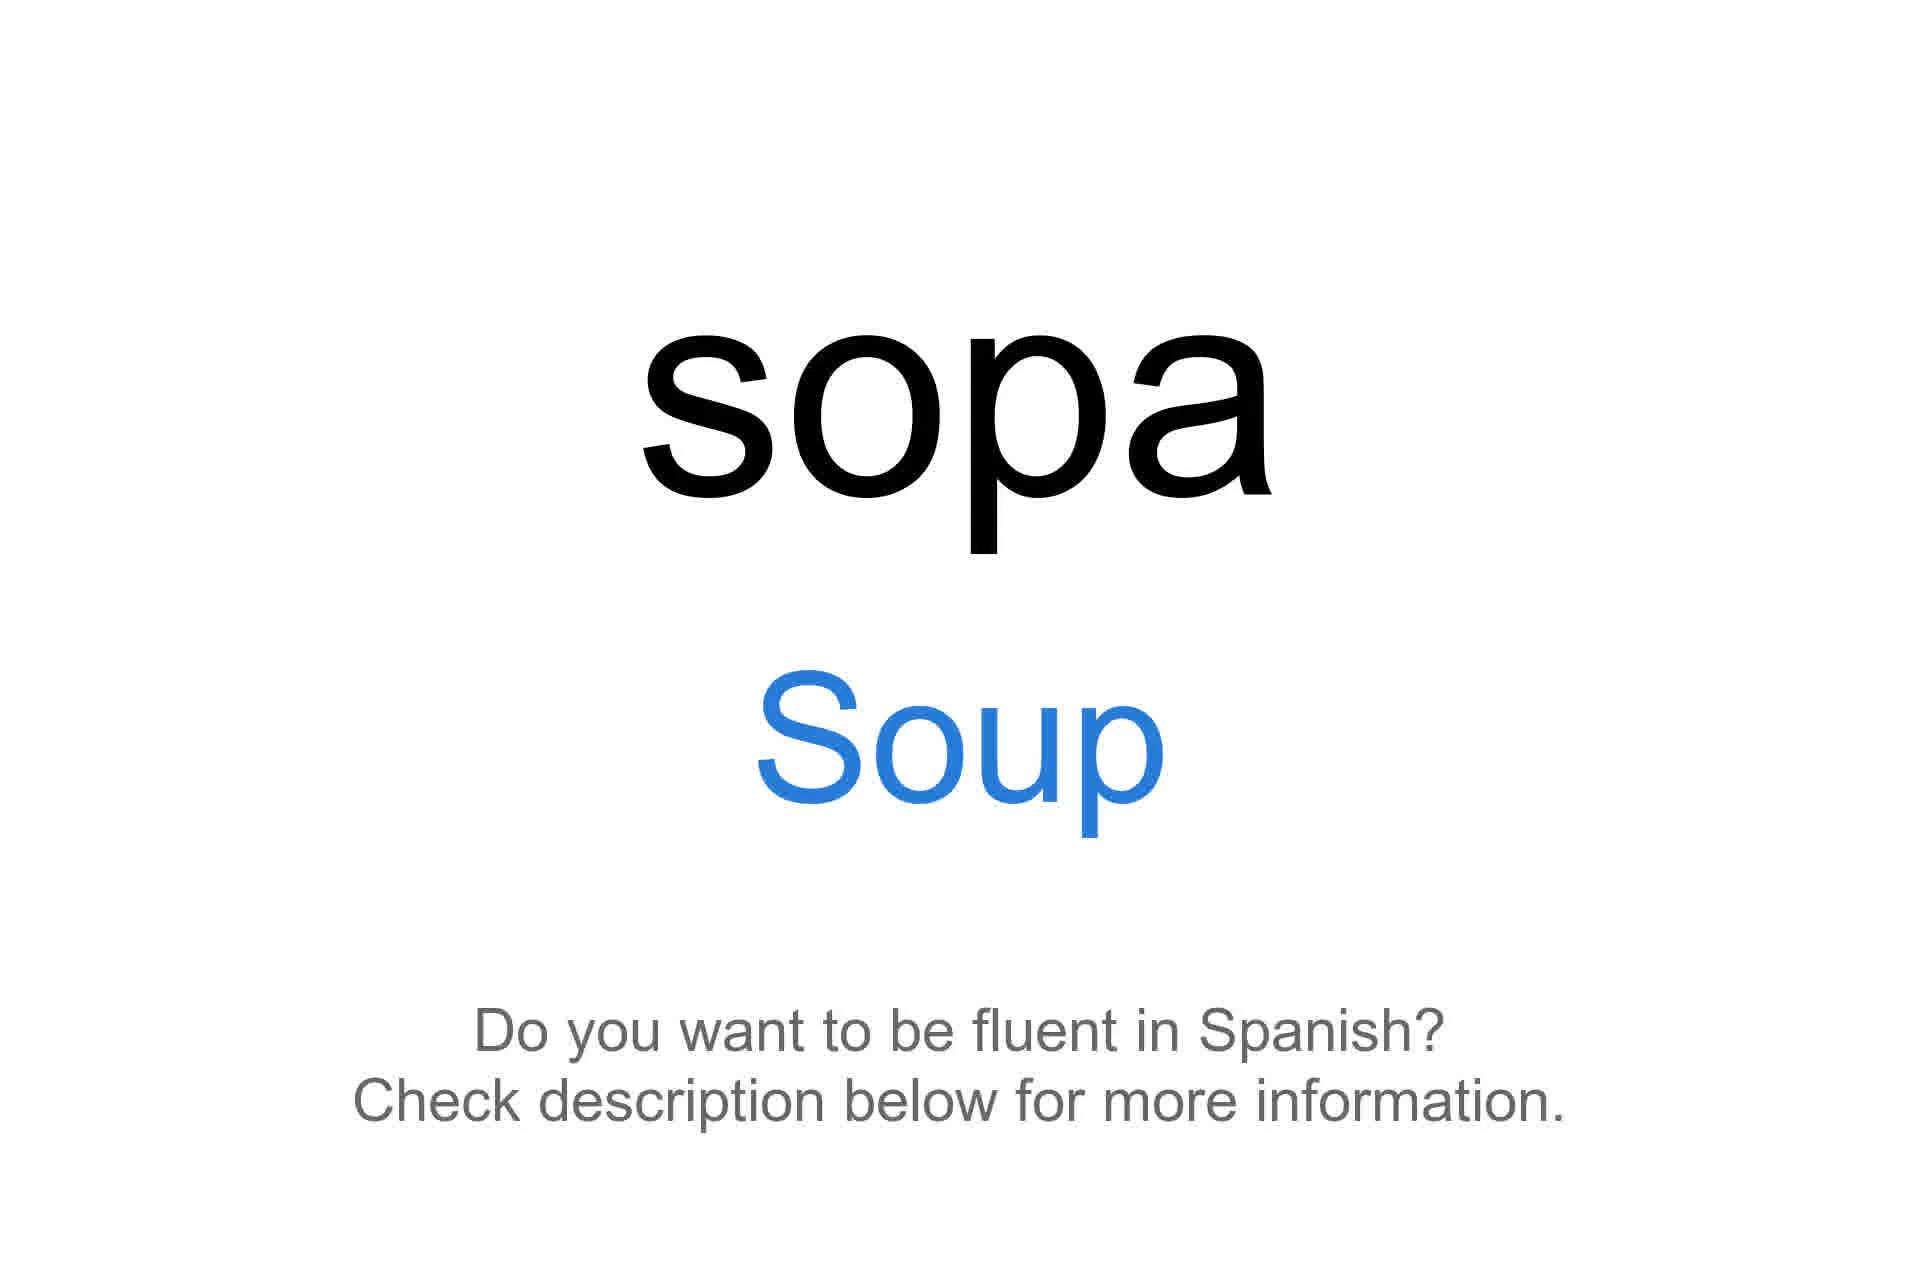 sopa
Soup
Do you want to be fluent in Spanish?
Check description below for more information.